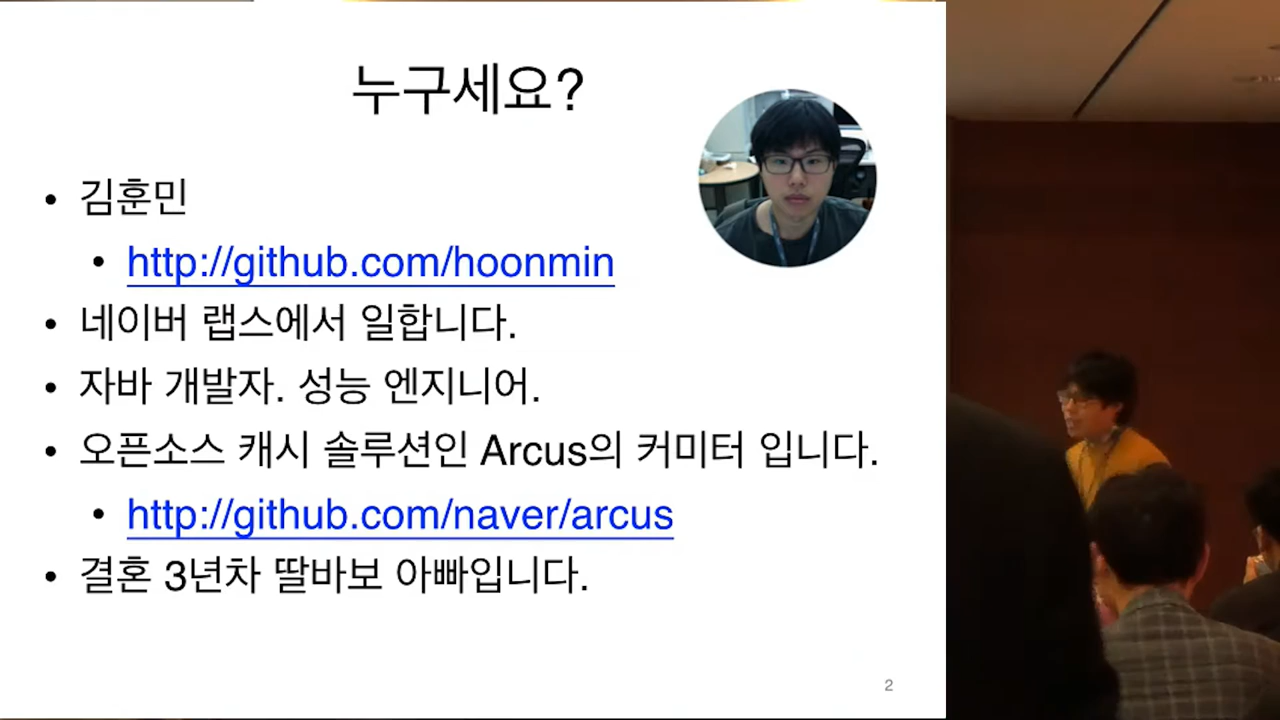 누구세요?
• 김훈민
• http://github.com/hoonmin
• 네이버 랩스에서 일합니다.
• 자바 개발자. 성능 엔지니어.
• 오픈소스 캐시 솔루션인 Arcus의 커미터 입니다.
• http://github.com/naver/arcus
• 결혼 3년차 딸바보 아빠입니다.
2